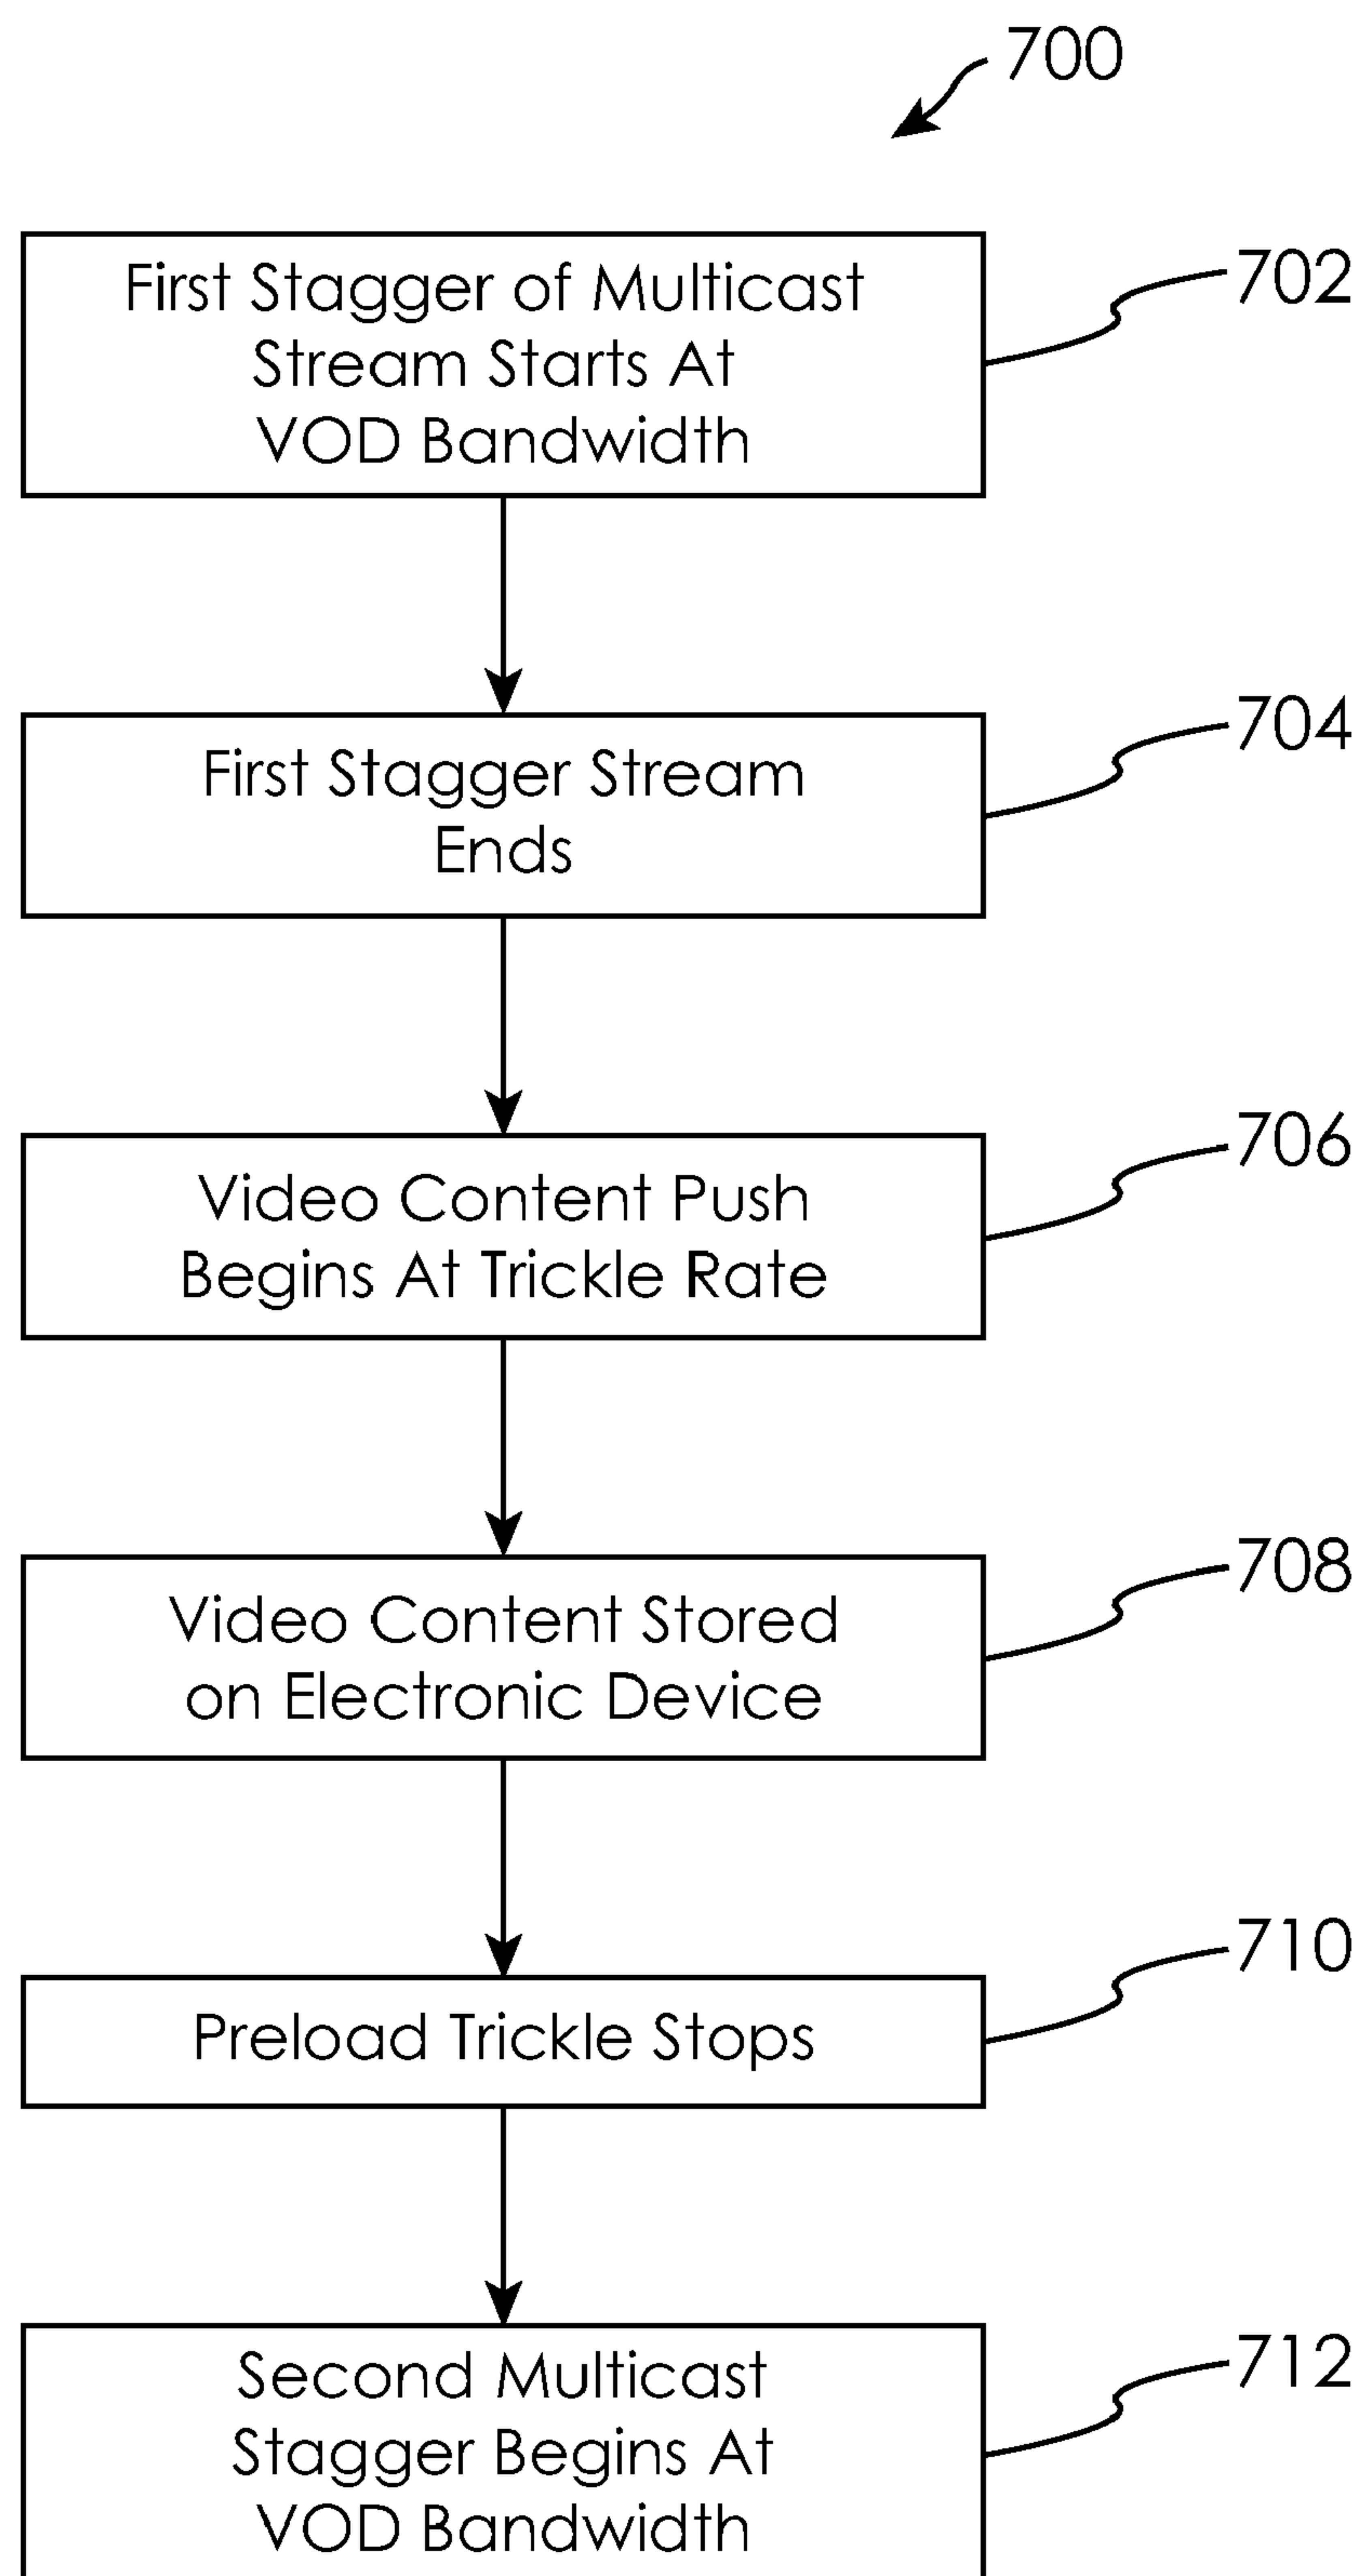 700
First Stagger of Multicast
Stream Starts At
VOD Bandwidth
702
First Stagger Stream
Ends
704
Video Content Push
Begins At Trickle Rate
706
Video Content Stored
on Electronic Device
708
Preload Trickle Stops
710
Second Multicast
Stagger Begins At
VOD Bandwidth
712